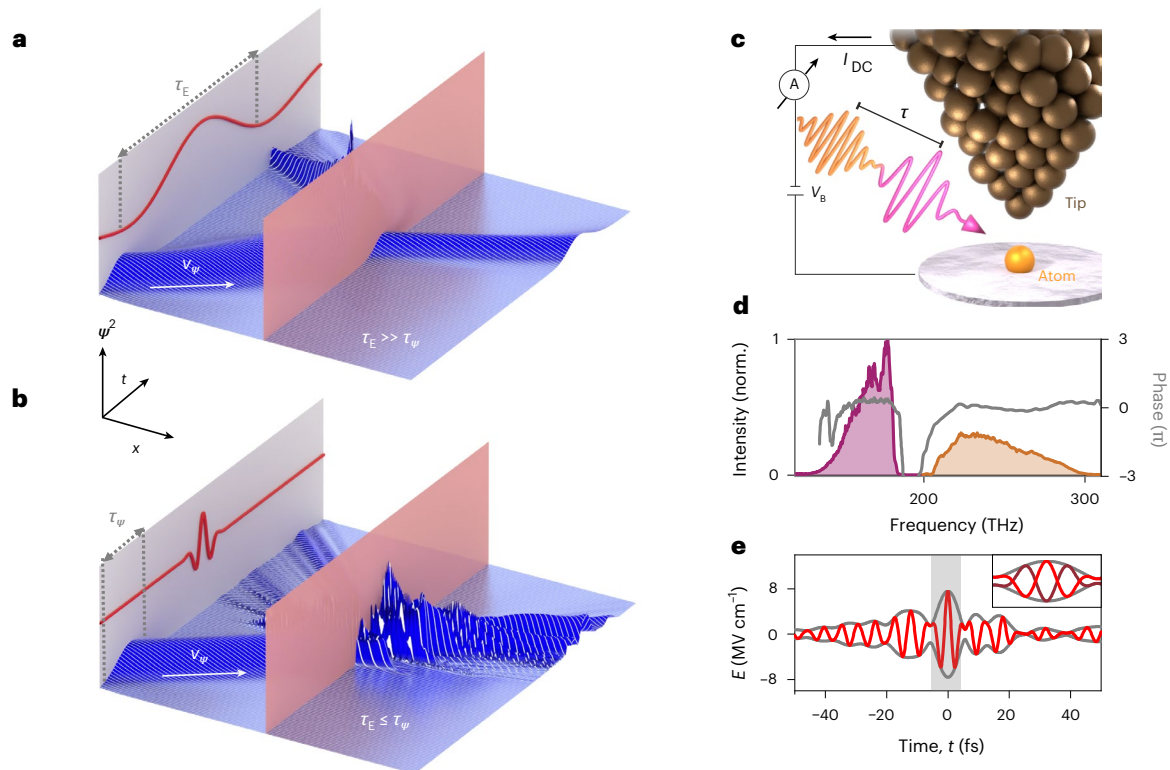 a
τE
Vψ
τE >> τψ
ψ²
t
x
b
τψ
Vψ
τE ≤ τψ
c
IDC
A
τ
VB
Tip
Atom
d
Intensity (norm.)
1
0
Phase (π)
3
0
−3
200
300
Frequency (THz)
e
E (MV cm⁻¹)
8
0
−8
−40
−20
0
20
40
Time, t (fs)